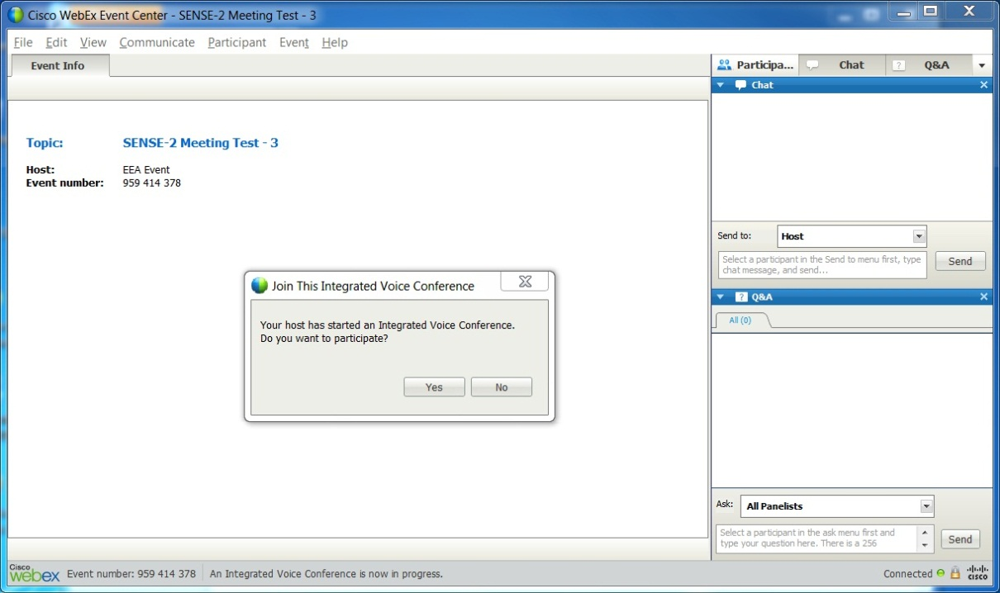 Cisco WebEx Event Center - SENSE-2 Meeting Test - 3
File Edit View Communicate Participant Event Help
Event Info
Participa... Chat Q&A
Chat
Topic: SENSE-2 Meeting Test - 3
Host: EEA Event
Event number: 959 414 378
Send to: Host
Select a participant in the Send to menu first, type
chat message, and send...
Send
Join This Integrated Voice Conference
Your host has started an Integrated Voice Conference.
Do you want to participate?
Yes No
? Q&A
All (0)
Ask: All Panelists
Select a participant in the ask menu first and
type your question here. There is a 256
Send
Cisco
webex
Event number: 959 414 378 An Integrated Voice Conference is now in progress.
Connected
CISCO